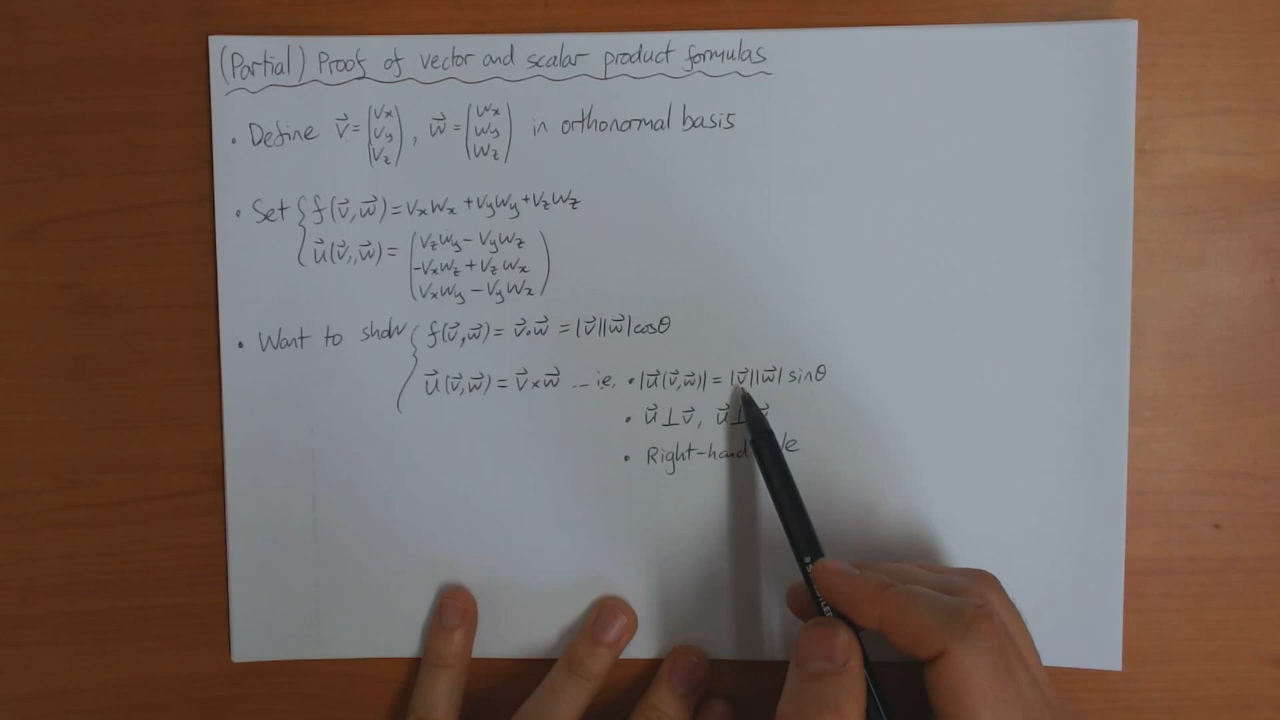 (Partial) Proof of vector and scalar product formulas
• Define v⃗ = (vx vy vz), w⃗ = (wx wy wz) in orthonormal basis
• Set { f(v⃗,w⃗) = vxwx + vywy + vzwz
u⃗(v⃗,w⃗) = (vzwy − vywz
−vxwz + vzwx
vxwy − vywx)
• Want to show { f(v⃗,w⃗) = v⃗·w⃗ = |v⃗||w⃗|cosθ
u⃗(v⃗,w⃗) = v⃗×w⃗ ... ie. • |u⃗(v⃗,w⃗)| = |v⃗||w⃗| sinθ
• u⃗⊥v⃗, u⃗⊥
• Right-hand